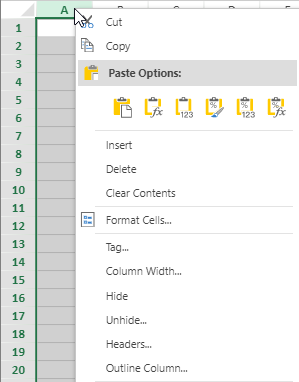 A
1
Cut
2
3
Copy
4
Paste Options:
5
6
fx
123
%
%
123
%
fx
7
8
Insert
9
Delete
10
Clear Contents
11
12
Format Cells...
13
Tag...
14
Column Width...
15
16
Hide
17
Unhide...
18
Headers...
19
20
Outline Column...